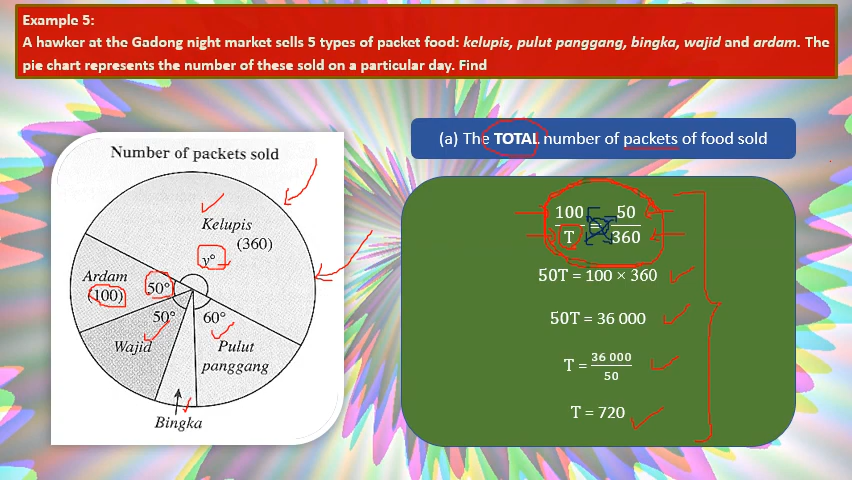 Example 5:
A hawker at the Gadong night market sells 5 types of packet food: kelupis, pulut panggang, bingka, wajid and ardam. The
pie chart represents the number of these sold on a particular day. Find
(a) The TOTAL number of packets of food sold
Number of packets sold
Kelupis
(360)
y°
Ardam
(100)
50°
50°
60°
Wajid
Pulut
panggang
Bingka
100/T = 50/360
50T = 100 × 360
50T = 36 000
T = 36 000/50
T = 720